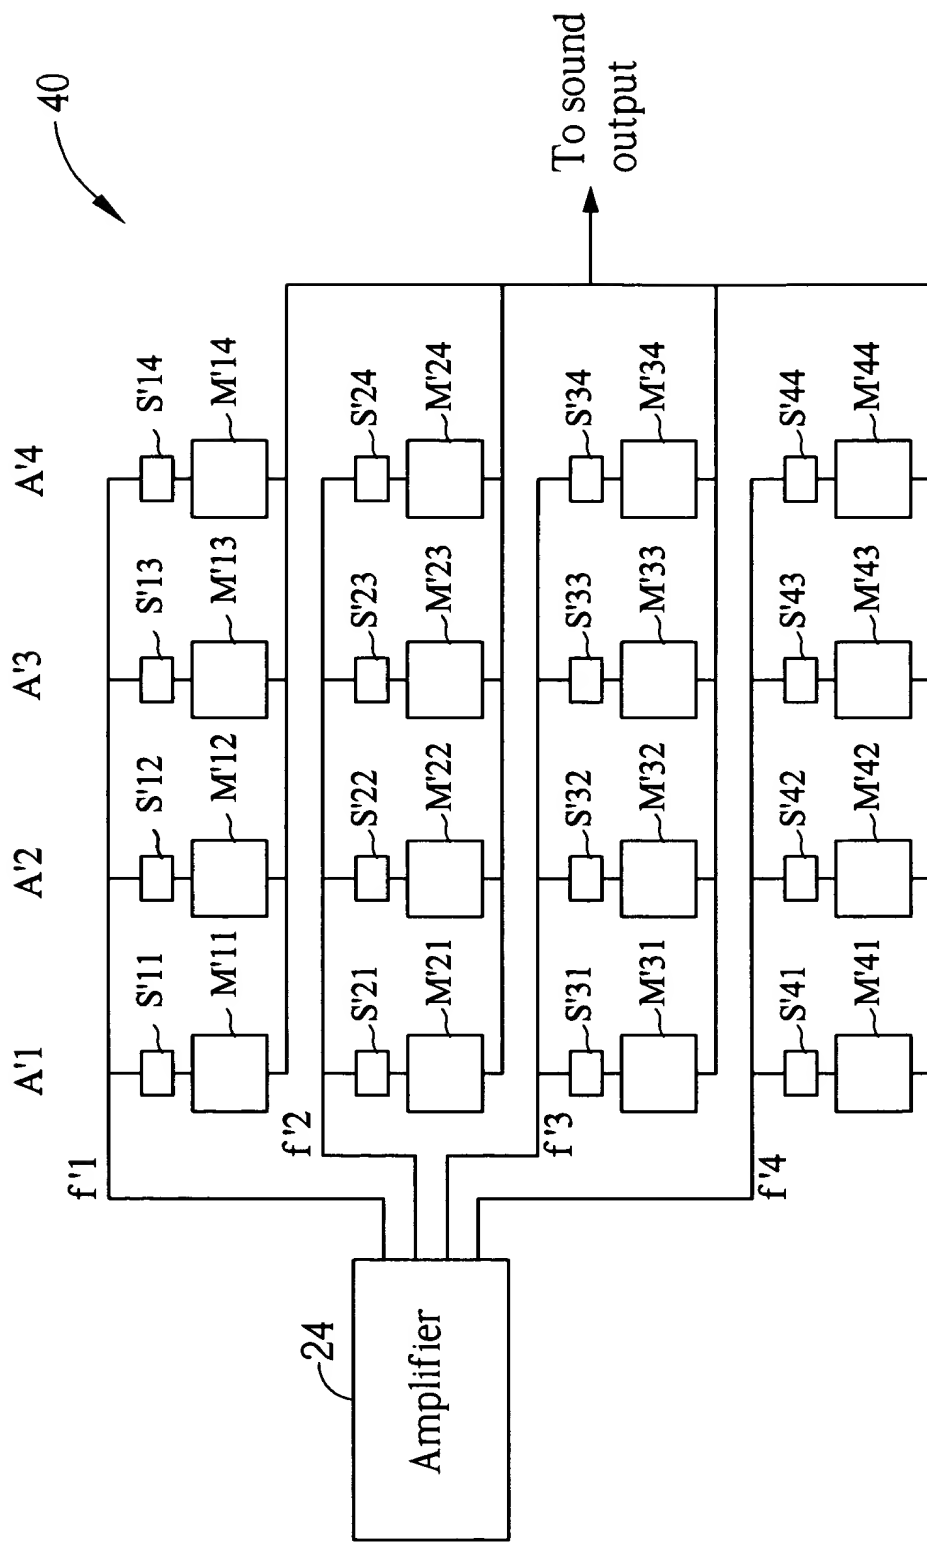 40
A'1 A'2 A'3 A'4
f'1
S'11 S'12 S'13 S'14
M'11 M'12 M'13 M'14
To sound
output
f'2
S'21 S'22 S'23 S'24
M'21 M'22 M'23 M'24
24
Amplifier
f'3
S'31 S'32 S'33 S'34
M'31 M'32 M'33 M'34
f'4
S'41 S'42 S'43 S'44
M'41 M'42 M'43 M'44